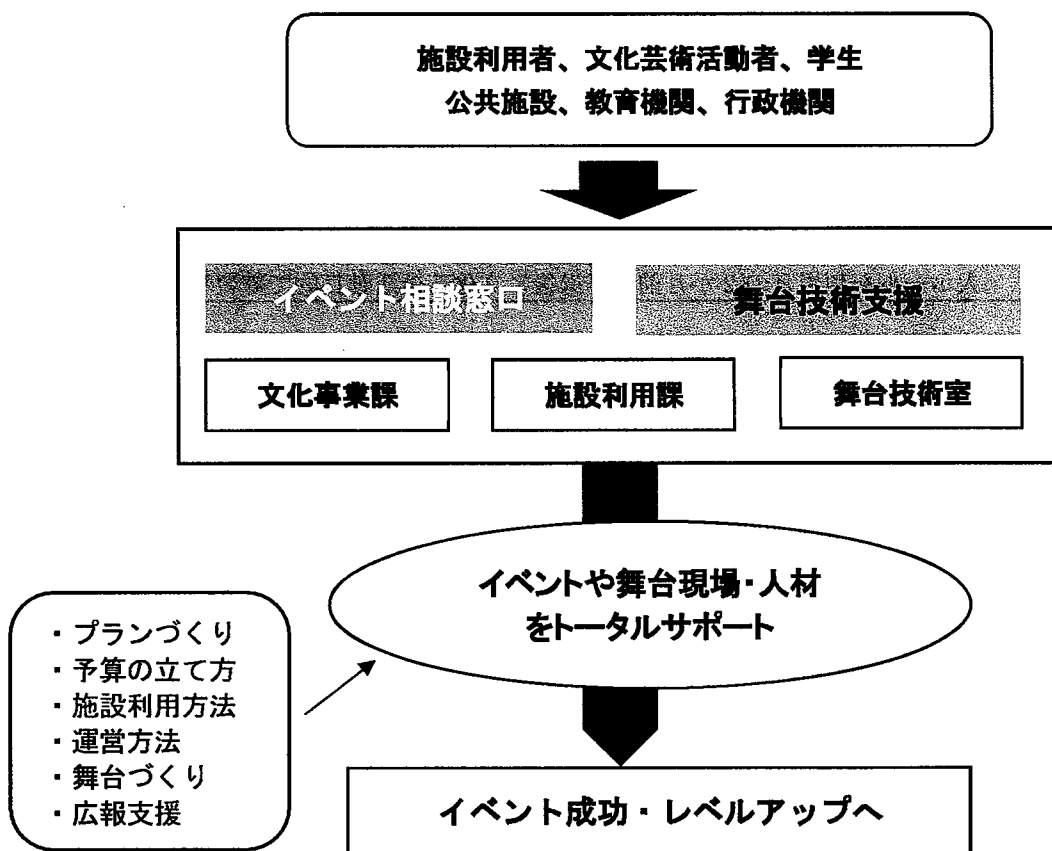 施設利用者、文化芸術活動者、学生
公共施設、教育機関、行政機関
イベント相談窓口
舞台技術支援
文化事業課
施設利用課
舞台技術室
イベントや舞台現場・人材
をトータルサポート
・プランづくり
・予算の立て方
・施設利用方法
・運営方法
・舞台づくり
・広報支援
イベント成功・レベルアップへ